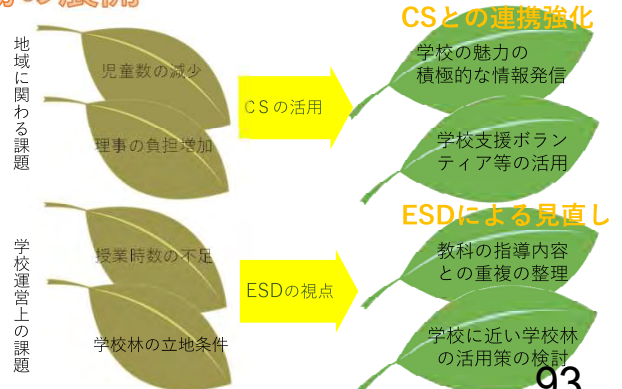 CSとの連携強化
地域に関わる課題
児童数の減少
理事の負担増加
CSの活用
学校の魅力の
積極的な情報発信
学校支援ボラン
ティア等の活用
ESDによる見直し
学校運営上の課題
授業時数の不足
学校林の立地条件
ESDの視点
教科の指導内容
との重複の整理
学校に近い学校林
の活用策の検討
93